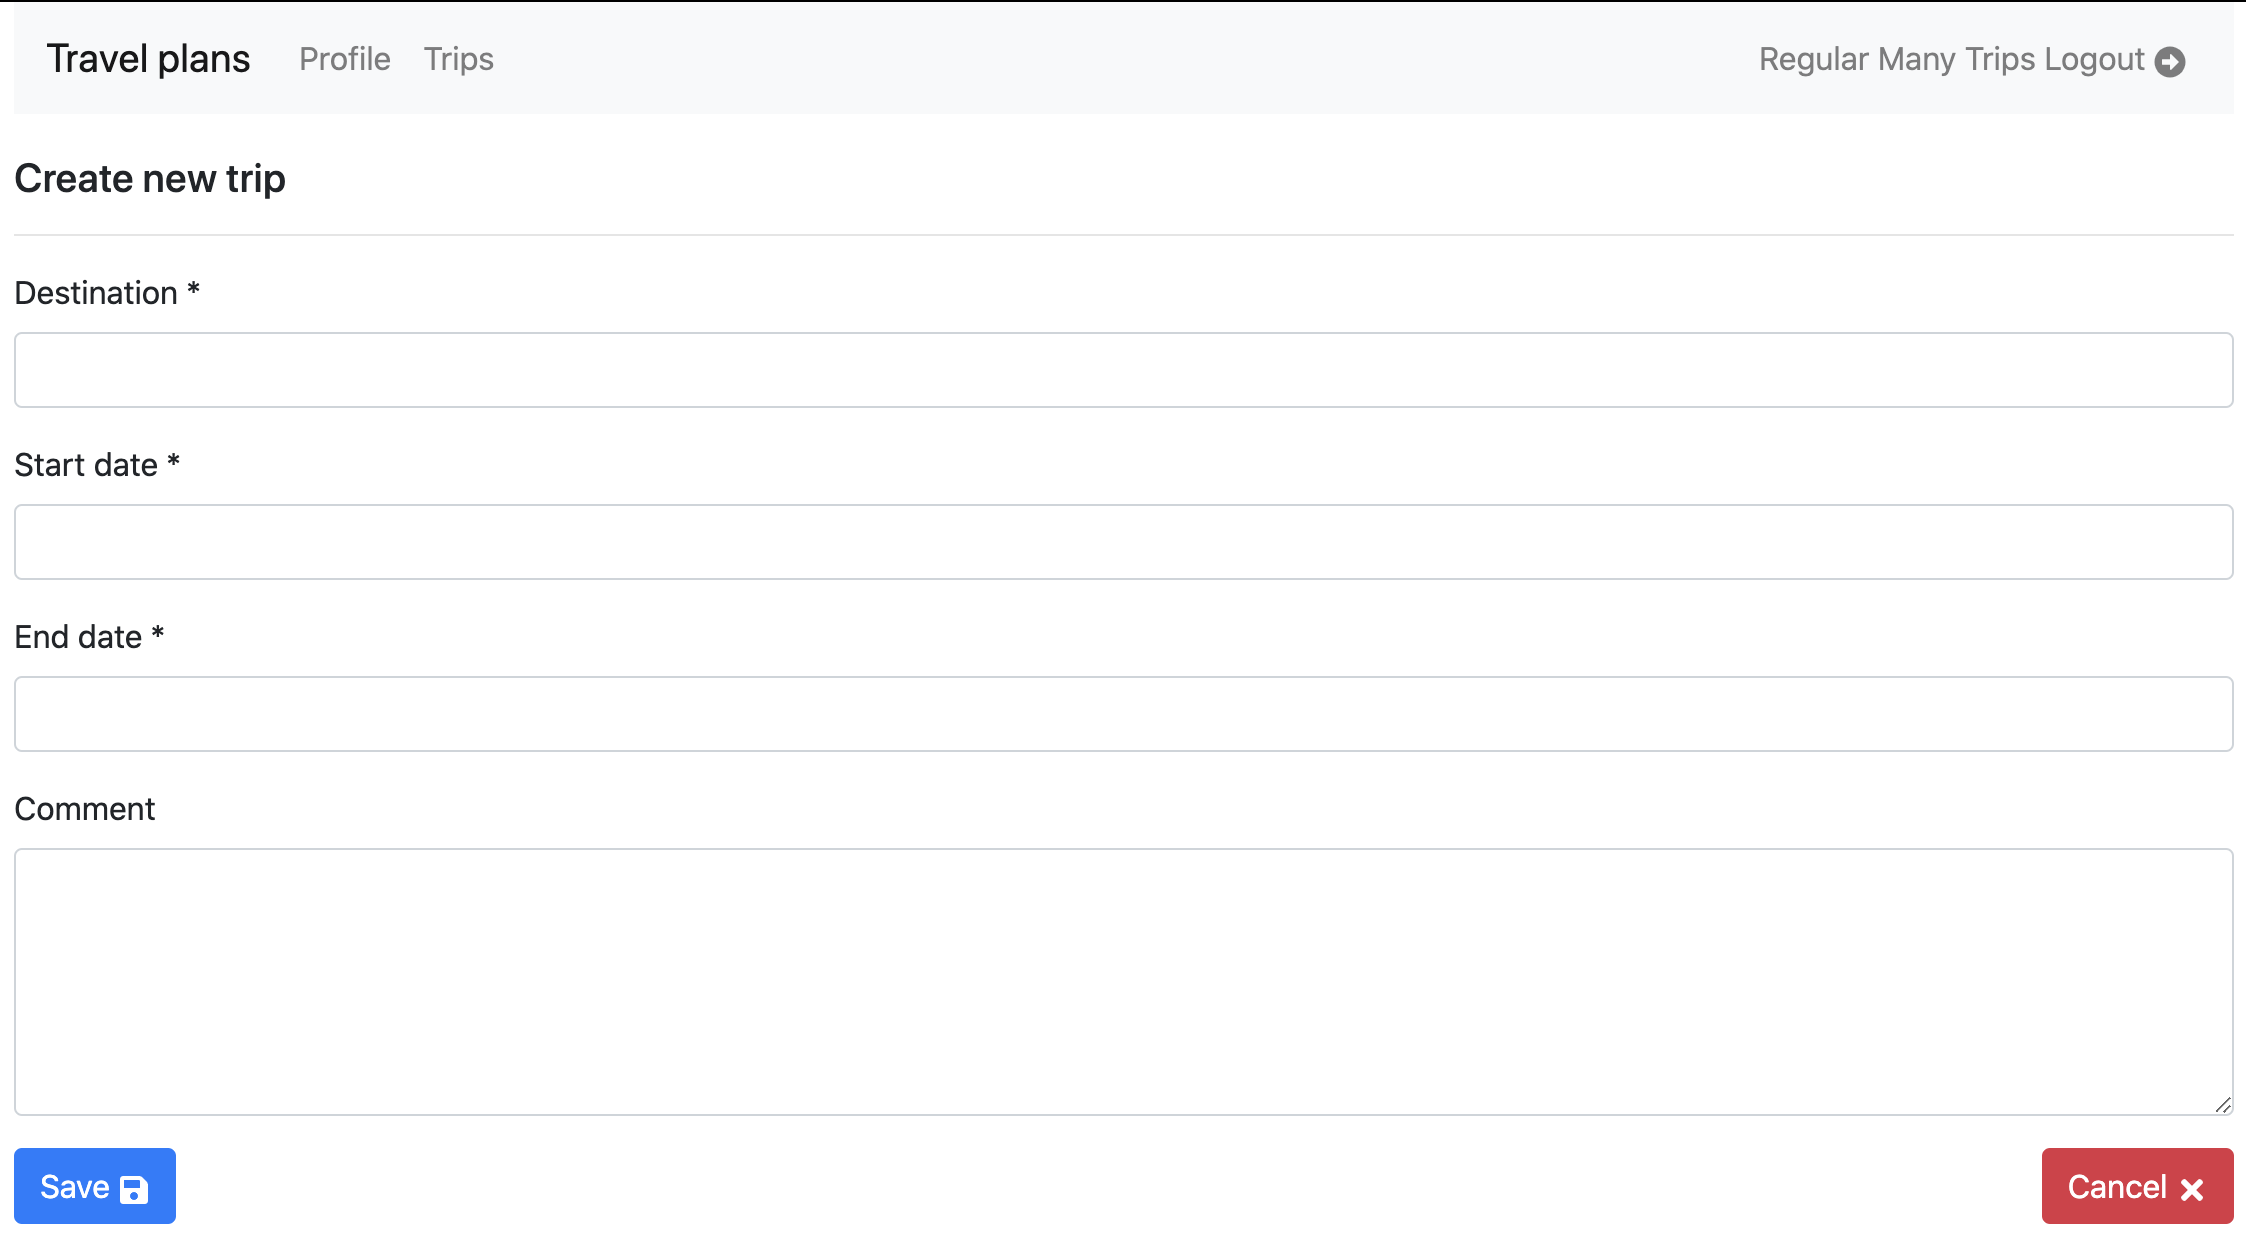 Travel plans Profile Trips Regular Many Trips Logout
Create new trip
Destination *
Start date *
End date *
Comment
Save Cancel